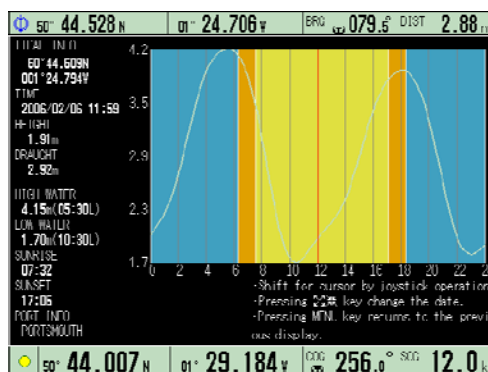 50° 44.528 N 01° 24.706 W BRG 079.5° DIST 2.88
TIDAL INFO
50°44.609N
001°24.794W
TIME
2006/02/06 11:59
HEIGHT
1.91m
DRAUGHT
2.92m
HIGH WATER
4.15m(05:30L)
LOW WATER
1.70m(10:30L)
SUNRISE
07:32
SUNSET
17:06
PORT INFO
PORTSMOUTH
4.2
3.5
2.9
2.3
1.7
0 2 4 6 8 10 12 14 16 18 20 22 24
·Shift for cursor by joystick operation
·Pressing key change the date.
·Pressing MENU key returns to the previ
ous display.
50° 44.007 N 01° 29.184 W COG 256.0° SOG 12.0